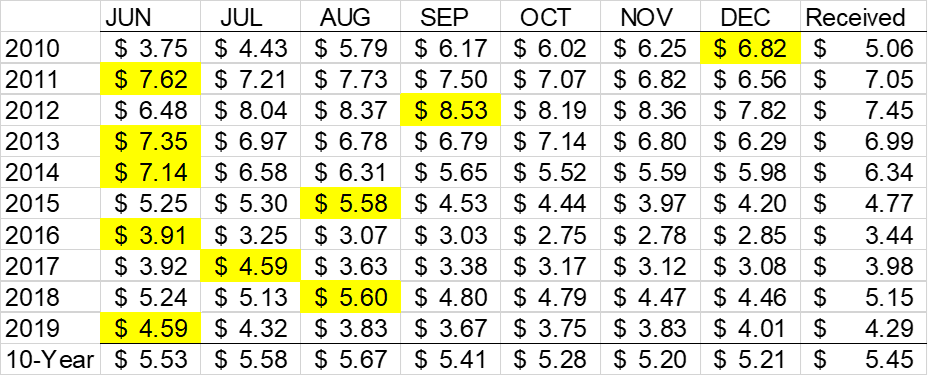 JUN JUL AUG SEP OCT NOV DEC Received
2010 $ 3.75 $ 4.43 $ 5.79 $ 6.17 $ 6.02 $ 6.25 $ 6.82 $ 5.06
2011 $ 7.62 $ 7.21 $ 7.73 $ 7.50 $ 7.07 $ 6.82 $ 6.56 $ 7.05
2012 $ 6.48 $ 8.04 $ 8.37 $ 8.53 $ 8.19 $ 8.36 $ 7.82 $ 7.45
2013 $ 7.35 $ 6.97 $ 6.78 $ 6.79 $ 7.14 $ 6.80 $ 6.29 $ 6.99
2014 $ 7.14 $ 6.58 $ 6.31 $ 5.65 $ 5.52 $ 5.59 $ 5.98 $ 6.34
2015 $ 5.25 $ 5.30 $ 5.58 $ 4.53 $ 4.44 $ 3.97 $ 4.20 $ 4.77
2016 $ 3.91 $ 3.25 $ 3.07 $ 3.03 $ 2.75 $ 2.78 $ 2.85 $ 3.44
2017 $ 3.92 $ 4.59 $ 3.63 $ 3.38 $ 3.17 $ 3.12 $ 3.08 $ 3.98
2018 $ 5.24 $ 5.13 $ 5.60 $ 4.80 $ 4.79 $ 4.47 $ 4.46 $ 5.15
2019 $ 4.59 $ 4.32 $ 3.83 $ 3.67 $ 3.75 $ 3.83 $ 4.01 $ 4.29
10-Year $ 5.53 $ 5.58 $ 5.67 $ 5.41 $ 5.28 $ 5.20 $ 5.21 $ 5.45